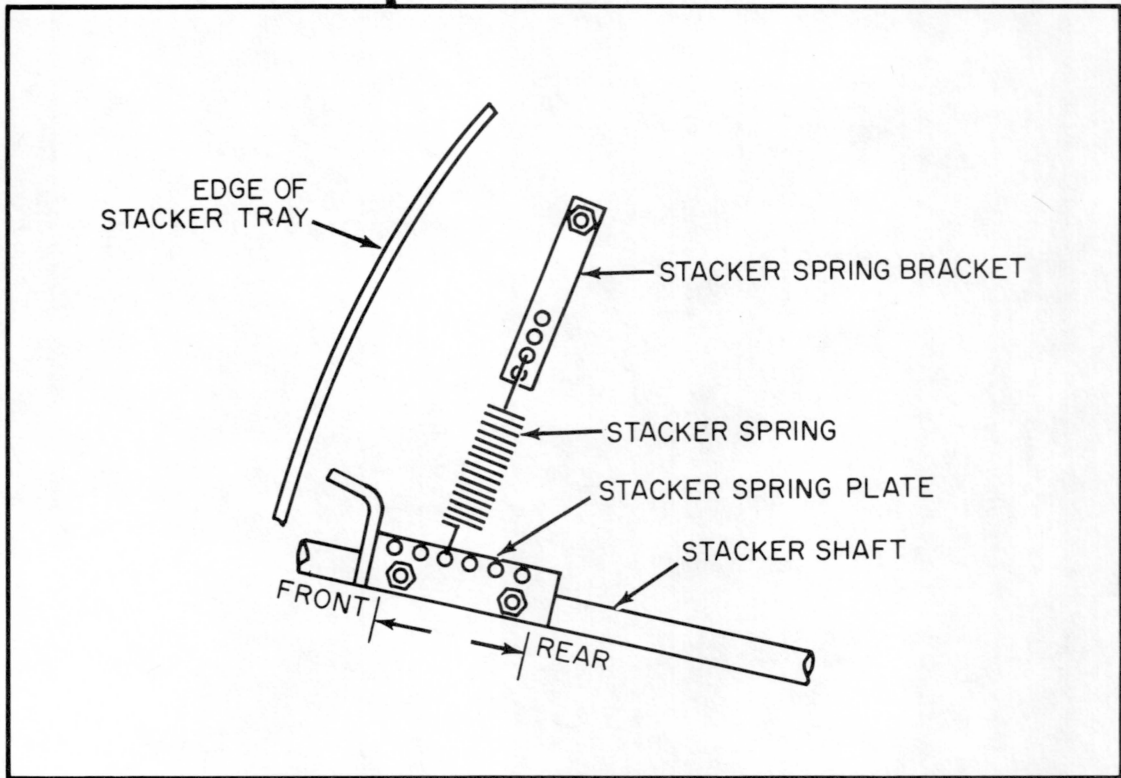 EDGE OF
STACKER TRAY
STACKER SPRING BRACKET
STACKER SPRING
STACKER SPRING PLATE
STACKER SHAFT
FRONT
REAR